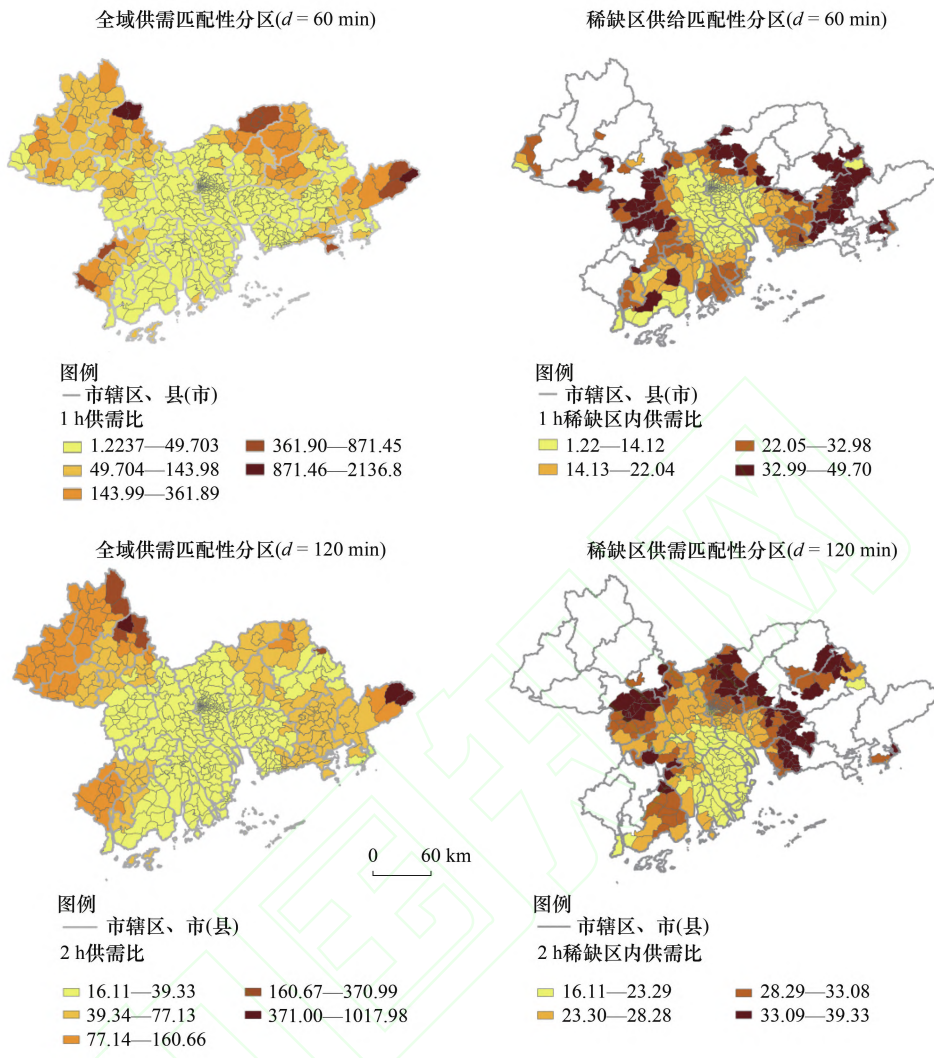 全域供需匹配性分区(d = 60 min)
稀缺区供给匹配性分区(d = 60 min)
图例
市辖区、县(市)
1 h供需比
1.2237—49.703
361.90—871.45
49.704—143.98
871.46—2136.8
143.99—361.89
图例
市辖区、县(市)
1 h稀缺区内供需比
1.22—14.12
22.05—32.98
14.13—22.04
32.99—49.70
全域供需匹配性分区(d = 120 min)
稀缺区供需匹配性分区(d = 120 min)
0 60 km
图例
市辖区、市(县)
2 h供需比
16.11—39.33
160.67—370.99
39.34—77.13
371.00—1017.98
77.14—160.66
图例
市辖区、市(县)
2 h稀缺区内供需比
16.11—23.29
28.29—33.08
23.30—28.28
33.09—39.33